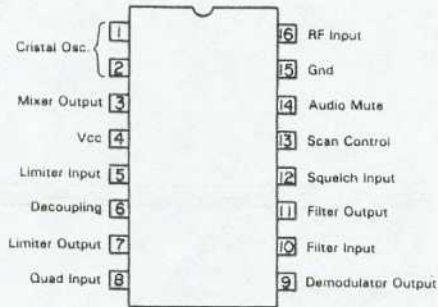 Cristal Osc.
1
2
Mixer Output 3
Vcc 4
Limiter Input 5
Decoupling 6
Limiter Output 7
Quad Input 8
16 RF Input
15 Gnd
14 Audio Mute
13 Scan Control
12 Squelch Input
11 Filter Output
10 Filter Input
9 Demodulator Output